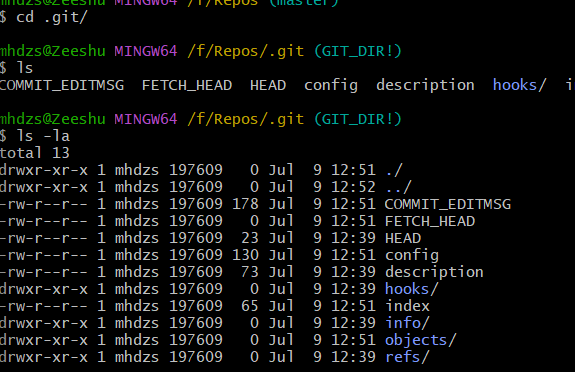 mhdzs@Zeeshu MINGW64 /f/Repos (master)
$ cd .git/
mhdzs@Zeeshu MINGW64 /f/Repos/.git (GIT_DIR!)
$ ls
COMMIT_EDITMSG FETCH_HEAD HEAD config description hooks/ i
mhdzs@Zeeshu MINGW64 /f/Repos/.git (GIT_DIR!)
$ ls -la
total 13
drwxr-xr-x 1 mhdzs 197609 0 Jul 9 12:51 ./
drwxr-xr-x 1 mhdzs 197609 0 Jul 9 12:52 ../
-rw-r--r-- 1 mhdzs 197609 178 Jul 9 12:51 COMMIT_EDITMSG
-rw-r--r-- 1 mhdzs 197609 0 Jul 9 12:51 FETCH_HEAD
-rw-r--r-- 1 mhdzs 197609 23 Jul 9 12:39 HEAD
-rw-r--r-- 1 mhdzs 197609 130 Jul 9 12:51 config
-rw-r--r-- 1 mhdzs 197609 73 Jul 9 12:39 description
drwxr-xr-x 1 mhdzs 197609 0 Jul 9 12:39 hooks/
-rw-r--r-- 1 mhdzs 197609 65 Jul 9 12:51 index
drwxr-xr-x 1 mhdzs 197609 0 Jul 9 12:39 info/
drwxr-xr-x 1 mhdzs 197609 0 Jul 9 12:51 objects/
drwxr-xr-x 1 mhdzs 197609 0 Jul 9 12:39 refs/